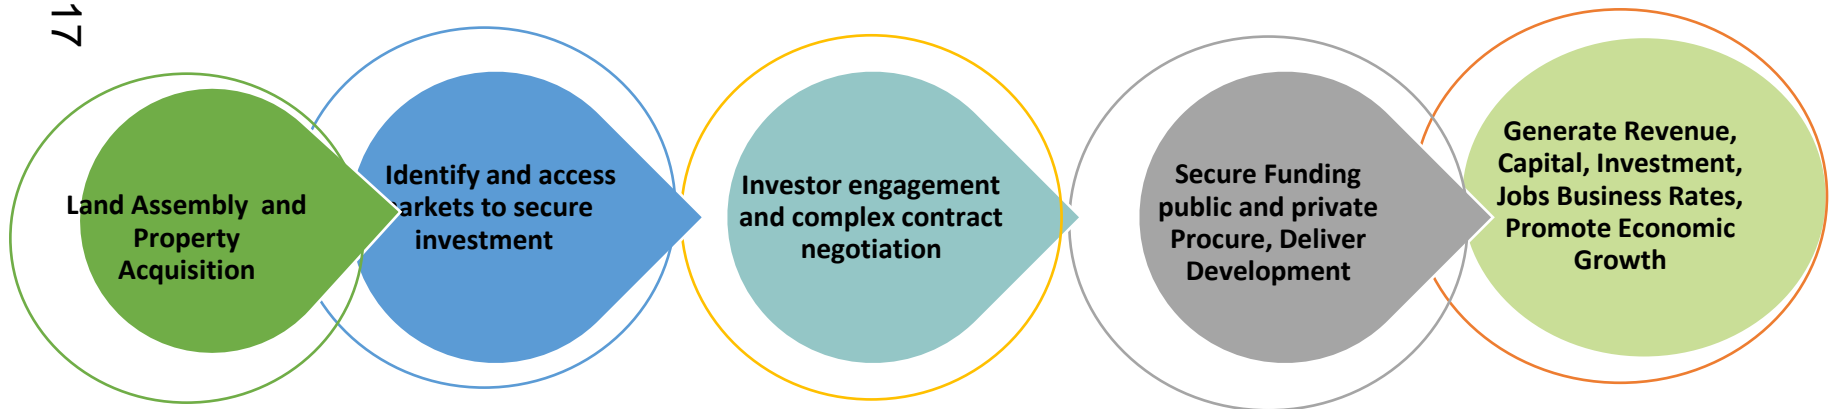 17
Land Assembly and
Property
Acquisition
Identify and access
arkets to secure
investment
Investor engagement
and complex contract
negotiation
Secure Funding
public and private
Procure, Deliver
Development
Generate Revenue,
Capital, Investment,
Jobs Business Rates,
Promote Economic
Growth